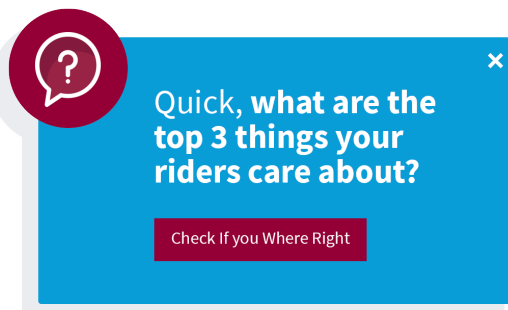 Quick, what are the
top 3 things your
riders care about?
Check If you Where Right